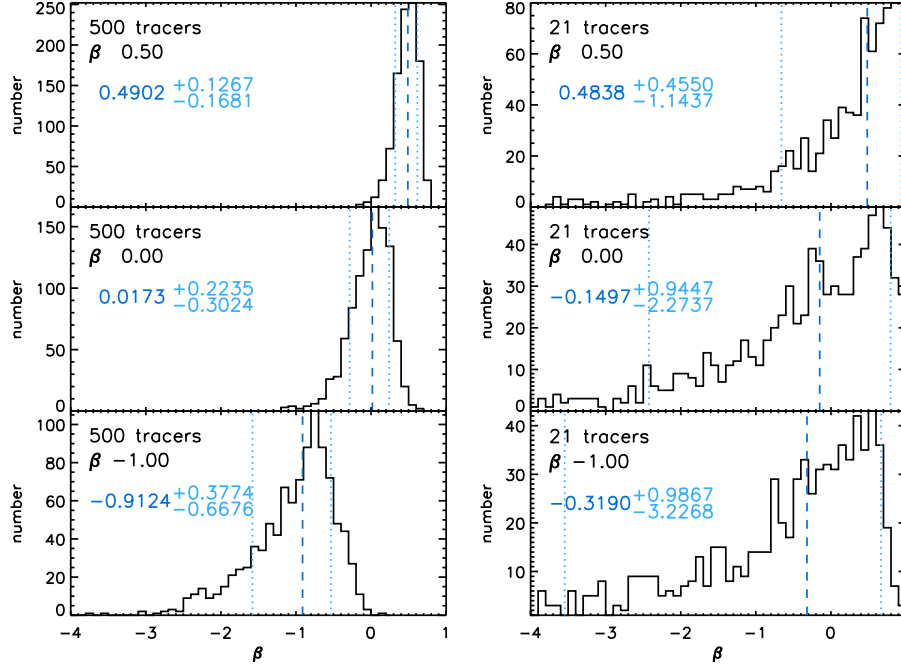 500 tracers
β 0.50
0.4902 +0.1267
−0.1681
number
250
200
150
100
50
0
21 tracers
β 0.50
0.4838 +0.4550
−1.1437
number
80
60
40
20
0
500 tracers
β 0.00
0.0173 +0.2235
−0.3024
number
150
100
50
0
21 tracers
β 0.00
−0.1497 +0.9447
−2.2737
number
40
30
20
10
0
500 tracers
β −1.00
−0.9124 +0.3774
−0.6676
number
100
80
60
40
20
0
−4 −3 −2 −1 0 1
β
21 tracers
β −1.00
−0.3190 +0.9867
−3.2268
number
40
30
20
10
−4 −3 −2 −1 0
β